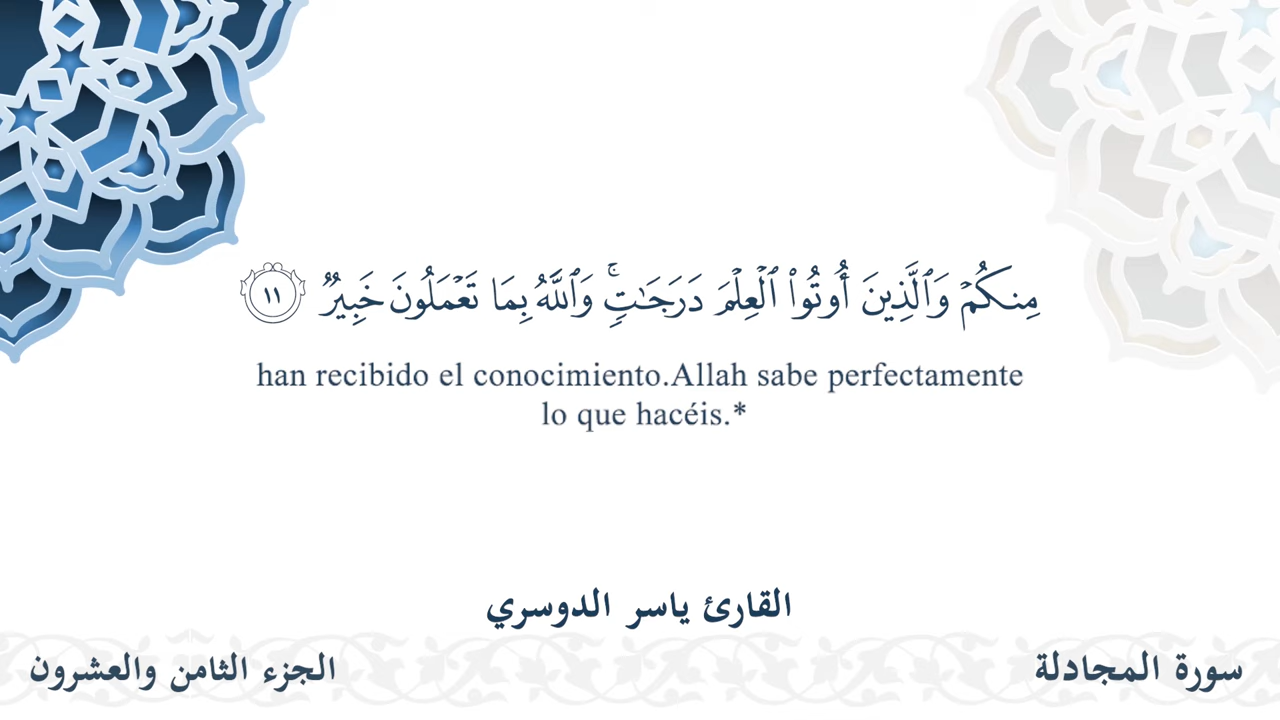 مِنكُمْ وَٱلَّذِينَ أُوتُوا۟ ٱلْعِلْمَ دَرَجَـٰتٍۢ ۚ وَٱللَّهُ بِمَا تَعْمَلُونَ خَبِيرٌۭ ١١
han recibido el conocimiento.Allah sabe perfectamente
lo que hacéis.*
القارئ ياسر الدوسري
سورة المجادلة
الجزء الثامن والعشرون